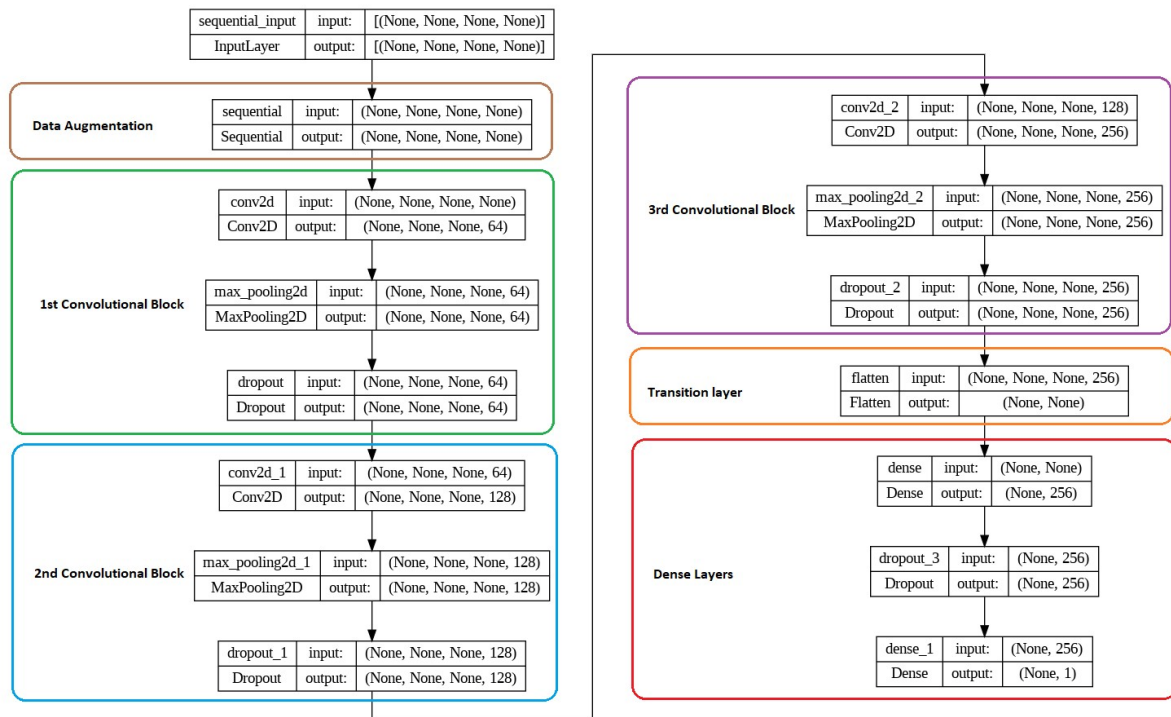 sequential_input input: [(None, None, None, None)]
InputLayer output: [(None, None, None, None)]
Data Augmentation
sequential input: (None, None, None, None)
Sequential output: (None, None, None, None)
1st Convolutional Block
conv2d input: (None, None, None, None)
Conv2D output: (None, None, None, 64)
max_pooling2d input: (None, None, None, 64)
MaxPooling2D output: (None, None, None, 64)
dropout input: (None, None, None, 64)
Dropout output: (None, None, None, 64)
2nd Convolutional Block
conv2d_1 input: (None, None, None, 64)
Conv2D output: (None, None, None, 128)
max_pooling2d_1 input: (None, None, None, 128)
MaxPooling2D output: (None, None, None, 128)
dropout_1 input: (None, None, None, 128)
Dropout output: (None, None, None, 128)
3rd Convolutional Block
conv2d_2 input: (None, None, None, 128)
Conv2D output: (None, None, None, 256)
max_pooling2d_2 input: (None, None, None, 256)
MaxPooling2D output: (None, None, None, 256)
dropout_2 input: (None, None, None, 256)
Dropout output: (None, None, None, 256)
Transition layer
flatten input: (None, None, None, 256)
Flatten output: (None, None)
Dense Layers
dense input: (None, None)
Dense output: (None, 256)
dropout_3 input: (None, 256)
Dropout output: (None, 256)
dense_1 input: (None, 256)
Dense output: (None, 1)